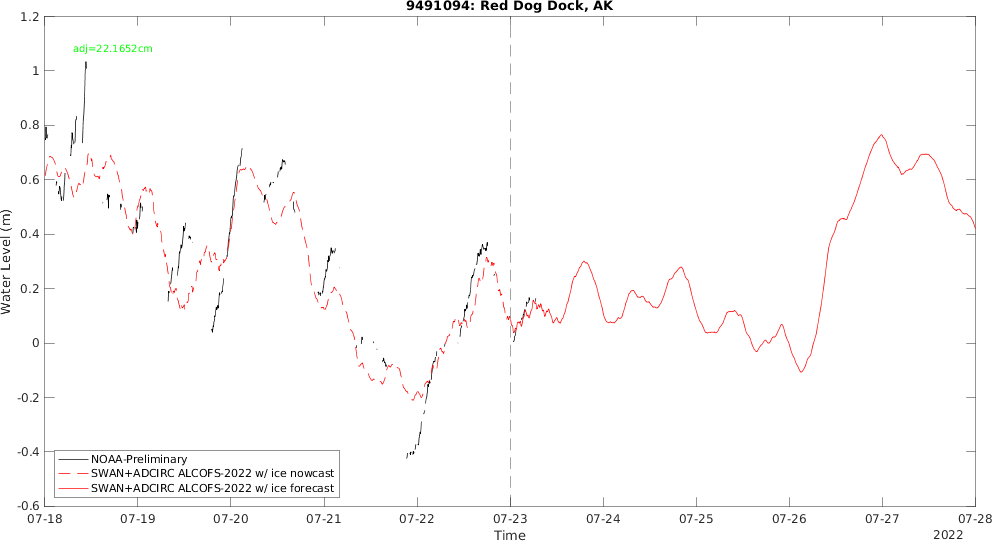 9491094: Red Dog Dock, AK
adj=22.1652cm
Water Level (m)
1.2
1
0.8
0.6
0.4
0.2
0
-0.2
-0.4
-0.6
NOAA-Preliminary
SWAN+ADCIRC ALCOFS-2022 w/ ice nowcast
SWAN+ADCIRC ALCOFS-2022 w/ ice forecast
07-18 07-19 07-20 07-21 07-22 07-23 07-24 07-25 07-26 07-27 07-28
Time
2022